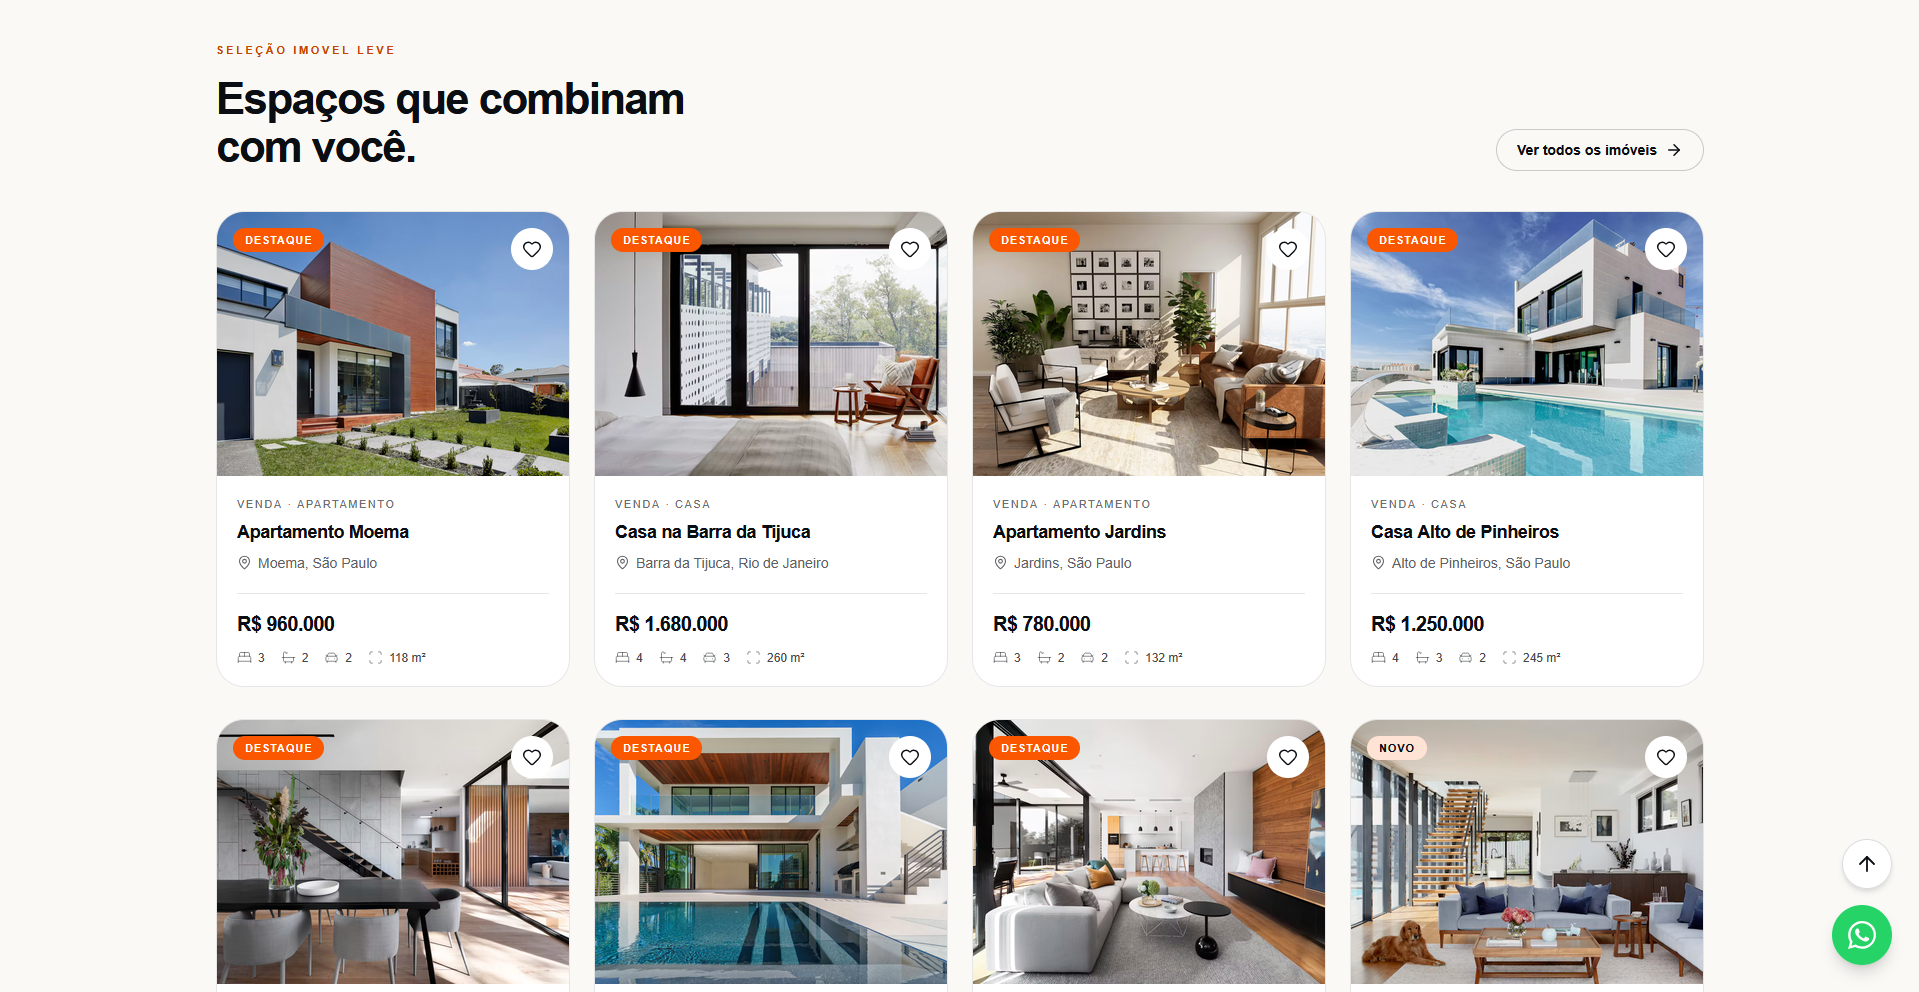 SELEÇÃO IMOVEL LEVE
Espaços que combinam
com você.
Ver todos os imóveis
DESTAQUE
DESTAQUE
DESTAQUE
DESTAQUE
VENDA · APARTAMENTO
Apartamento Moema
Moema, São Paulo
R$ 960.000
3 2 2 118 m²
VENDA · CASA
Casa na Barra da Tijuca
Barra da Tijuca, Rio de Janeiro
R$ 1.680.000
4 4 3 260 m²
VENDA · APARTAMENTO
Apartamento Jardins
Jardins, São Paulo
R$ 780.000
3 2 2 132 m²
VENDA · CASA
Casa Alto de Pinheiros
Alto de Pinheiros, São Paulo
R$ 1.250.000
4 3 2 245 m²
DESTAQUE
DESTAQUE
DESTAQUE
NOVO